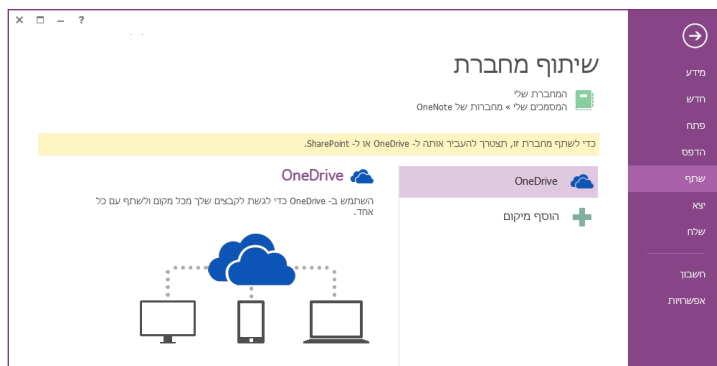 ?
מידע
חדש
פתח
הדפס
שתף
יצא
שלח
חשבון
אפשרויות
שיתוף מחברת
המחברת שלי
המסמכים שלי » מחברות של OneNote
כדי לשתף מחברת זו, תצטרך להעביר אותה ל- OneDrive או ל- SharePoint.
OneDrive
הוסף מיקום
OneDrive
השתמש ב- OneDrive כדי לגשת לקבצים שלך מכל מקום ולשתף עם כל
אחד.